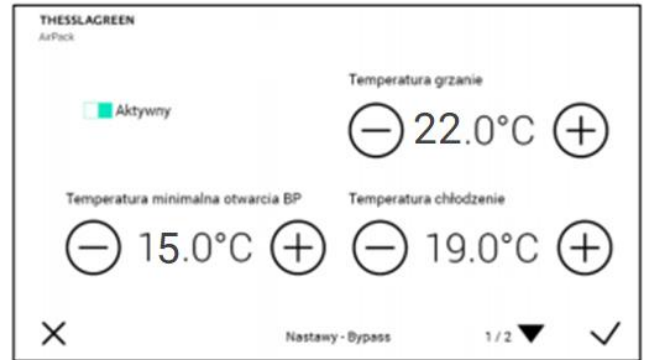 THESSLAGREEN
AirPack
Temperatura grzanie
Aktywny
22.0°C
Temperatura minimalna otwarcia BP
Temperatura chłodzenie
15.0°C
19.0°C
Nastawy - Bypass
1 / 2